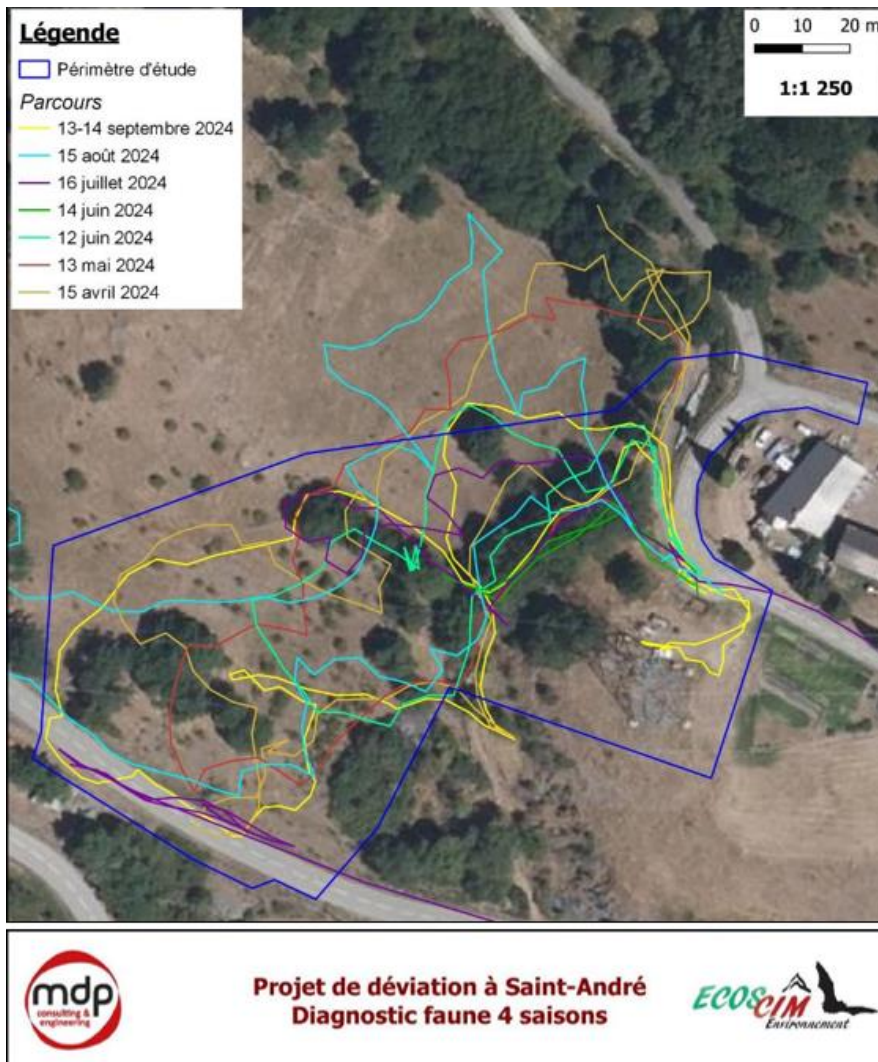 Légende
Périmètre d'étude
Parcours
13-14 septembre 2024
15 août 2024
16 juillet 2024
14 juin 2024
12 juin 2024
13 mai 2024
15 avril 2024
0 10 20 m
1:1 250
mdp
consulting &
engineering
Projet de déviation à Saint-André
Diagnostic faune 4 saisons
ECOSCIM
Environnement